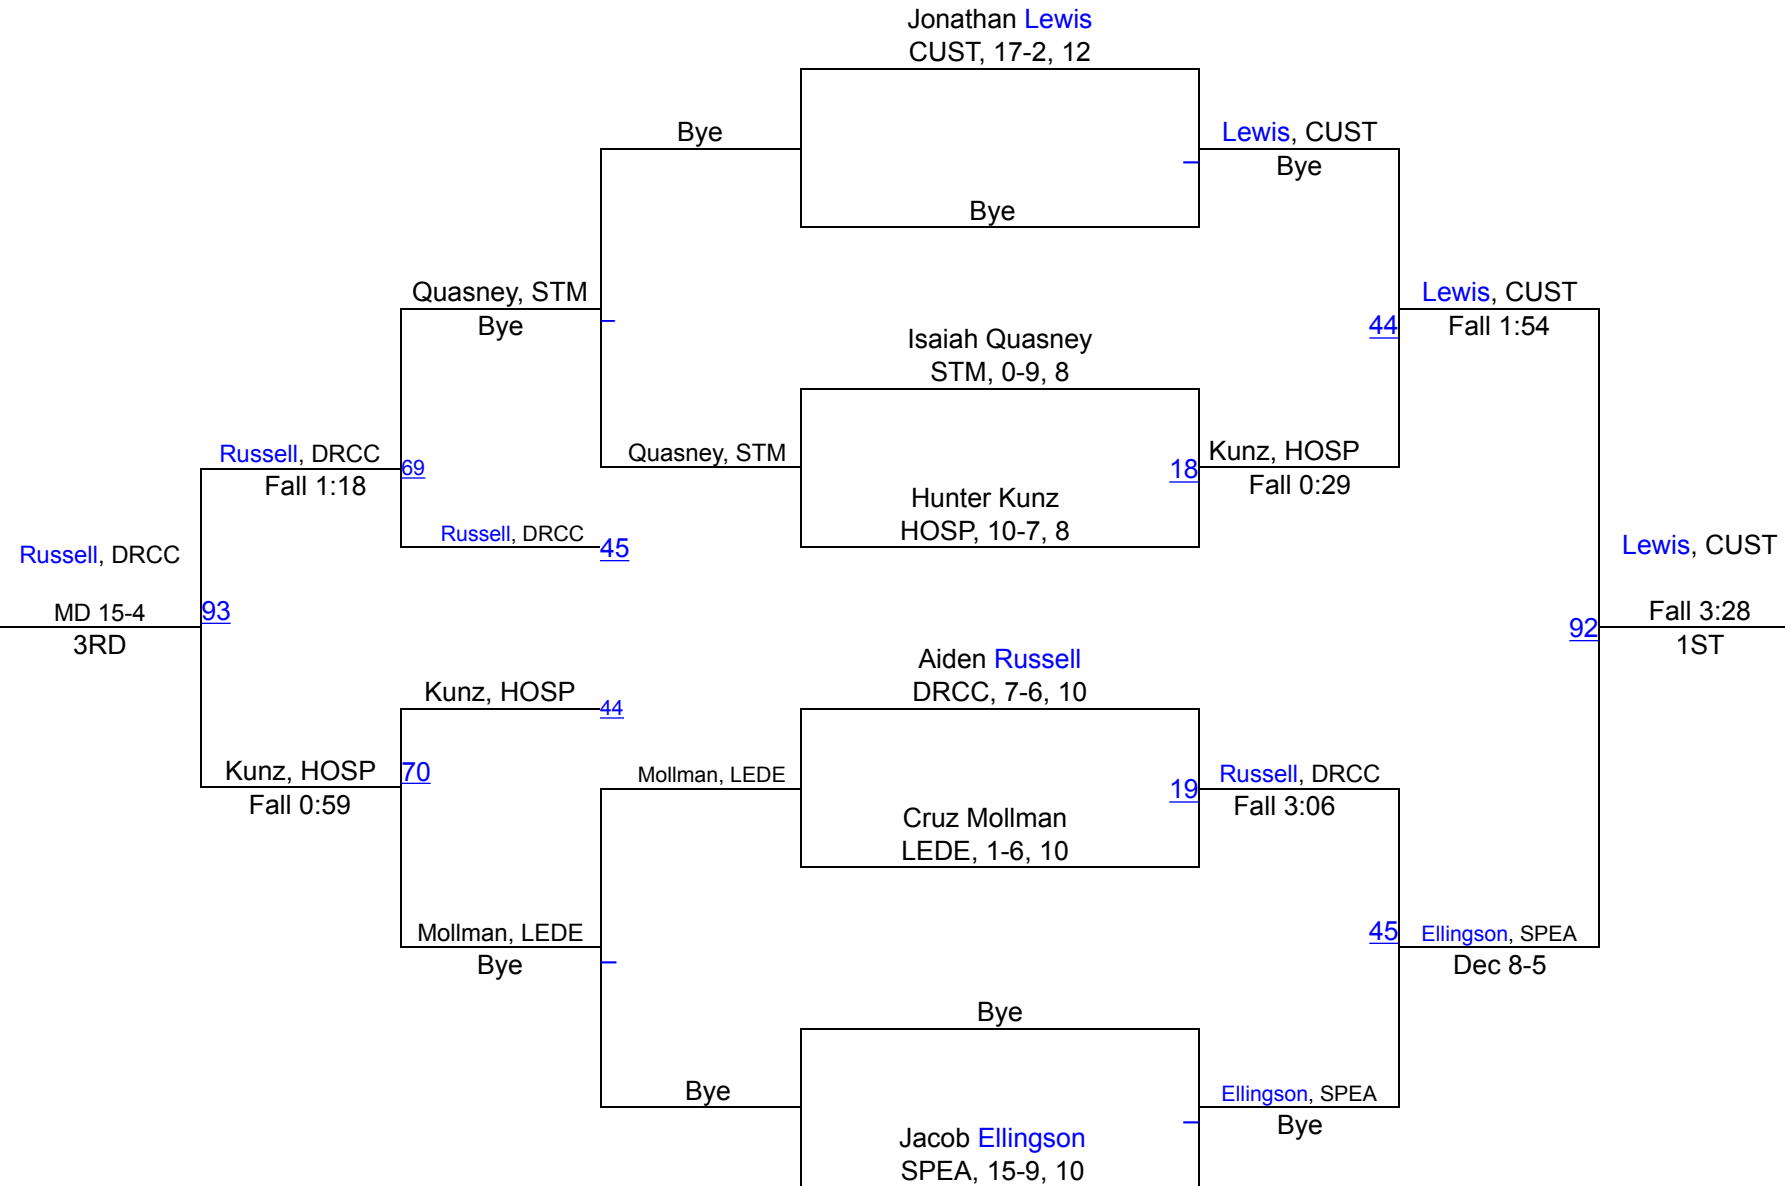 Jonathan Lewis
CUST, 17-2, 12
Bye
Lewis, CUST
Bye
Bye
Quasney, STM
Bye
Lewis, CUST
44
Fall 1:54
Isaiah Quasney
STM, 0-9, 8
Russell, DRCC
69
Fall 1:18
Quasney, STM
18
Kunz, HOSP
Fall 0:29
Hunter Kunz
HOSP, 10-7, 8
Russell, DRCC
45
Russell, DRCC
Lewis, CUST
MD 15-4
93
3RD
Fall 3:28
92
1ST
Aiden Russell
DRCC, 7-6, 10
Kunz, HOSP
44
Kunz, HOSP
70
Fall 0:59
Mollman, LEDE
19
Russell, DRCC
Fall 3:06
Cruz Mollman
LEDE, 1-6, 10
Mollman, LEDE
Bye
45
Ellingson, SPEA
Dec 8-5
Bye
Bye
Ellingson, SPEA
Bye
Jacob Ellingson
SPEA, 15-9, 10